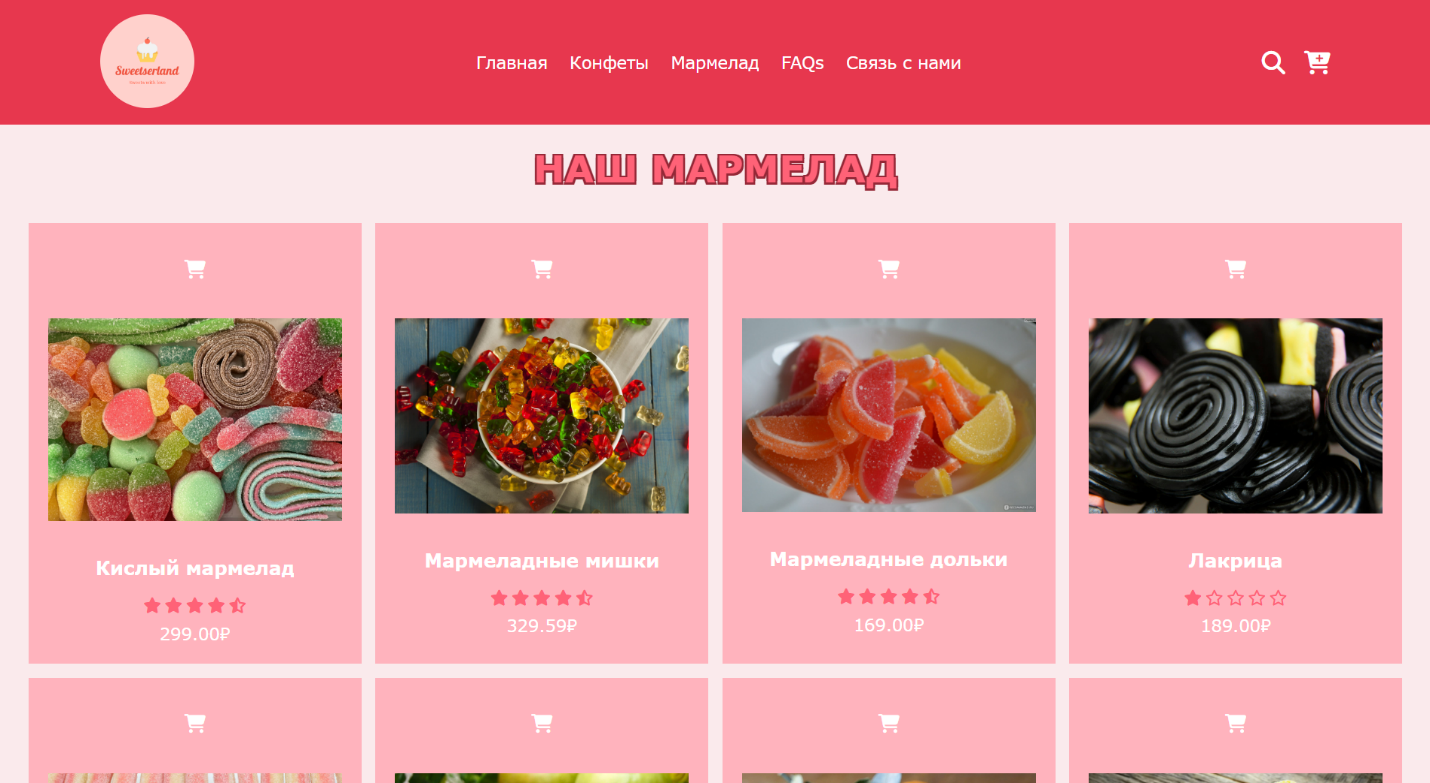 Sweetserland
Главная Конфеты Мармелад FAQs Связь с нами
НАШ МАРМЕЛАД
Кислый мармелад
299.00₽
Мармеладные мишки
329.59₽
Мармеладные дольки
169.00₽
Лакрица
189.00₽